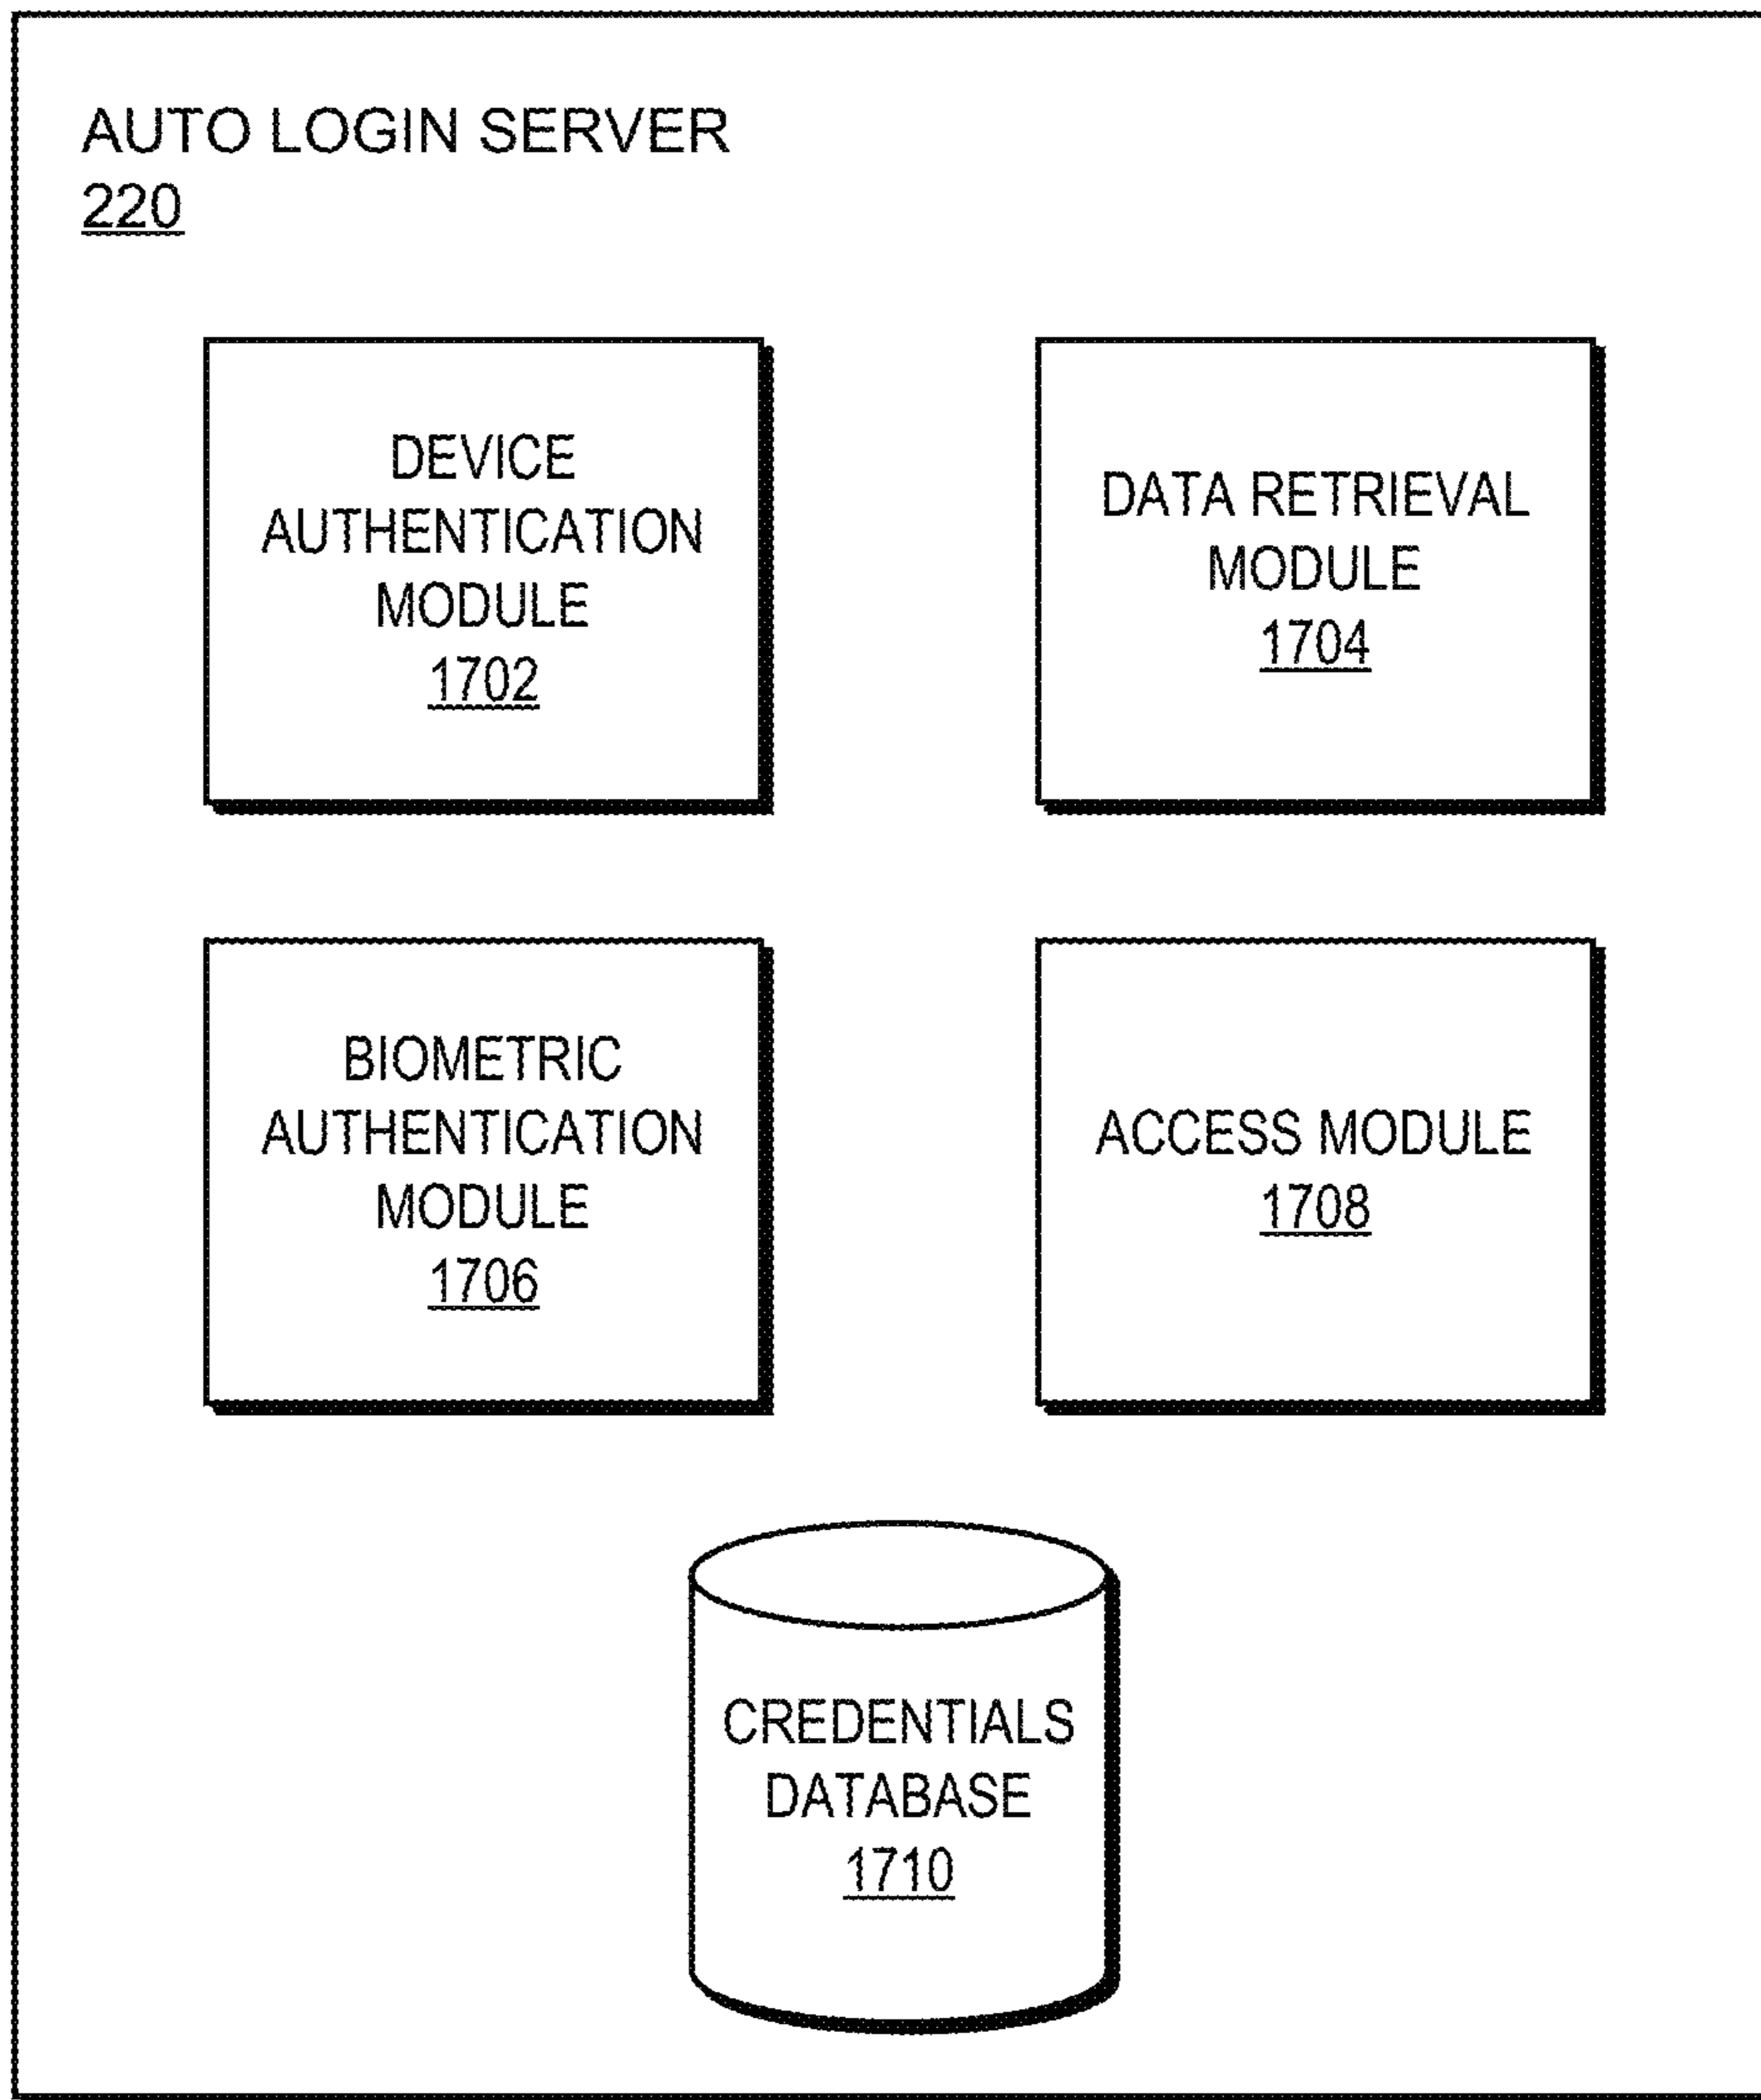 AUTO LOGIN SERVER
220
DEVICE
AUTHENTICATION
MODULE
1702
DATA RETRIEVAL
MODULE
1704
BIOMETRIC
AUTHENTICATION
MODULE
1706
ACCESS MODULE
1708
CREDENTIALS
DATABASE
1710